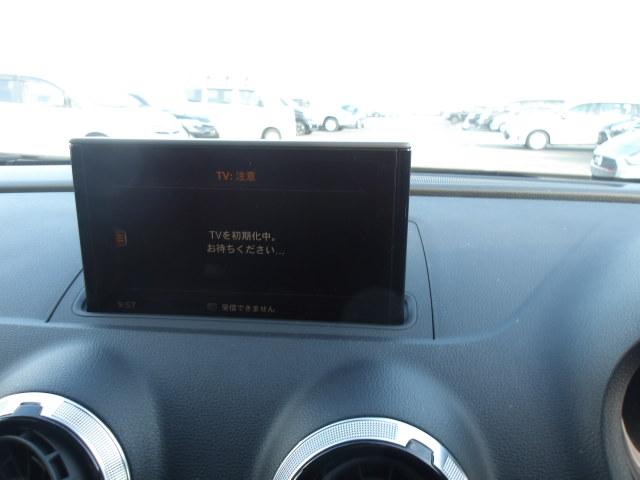 TV: 注意
TVを初期化中。
お待ちください...
9:57
受信できません